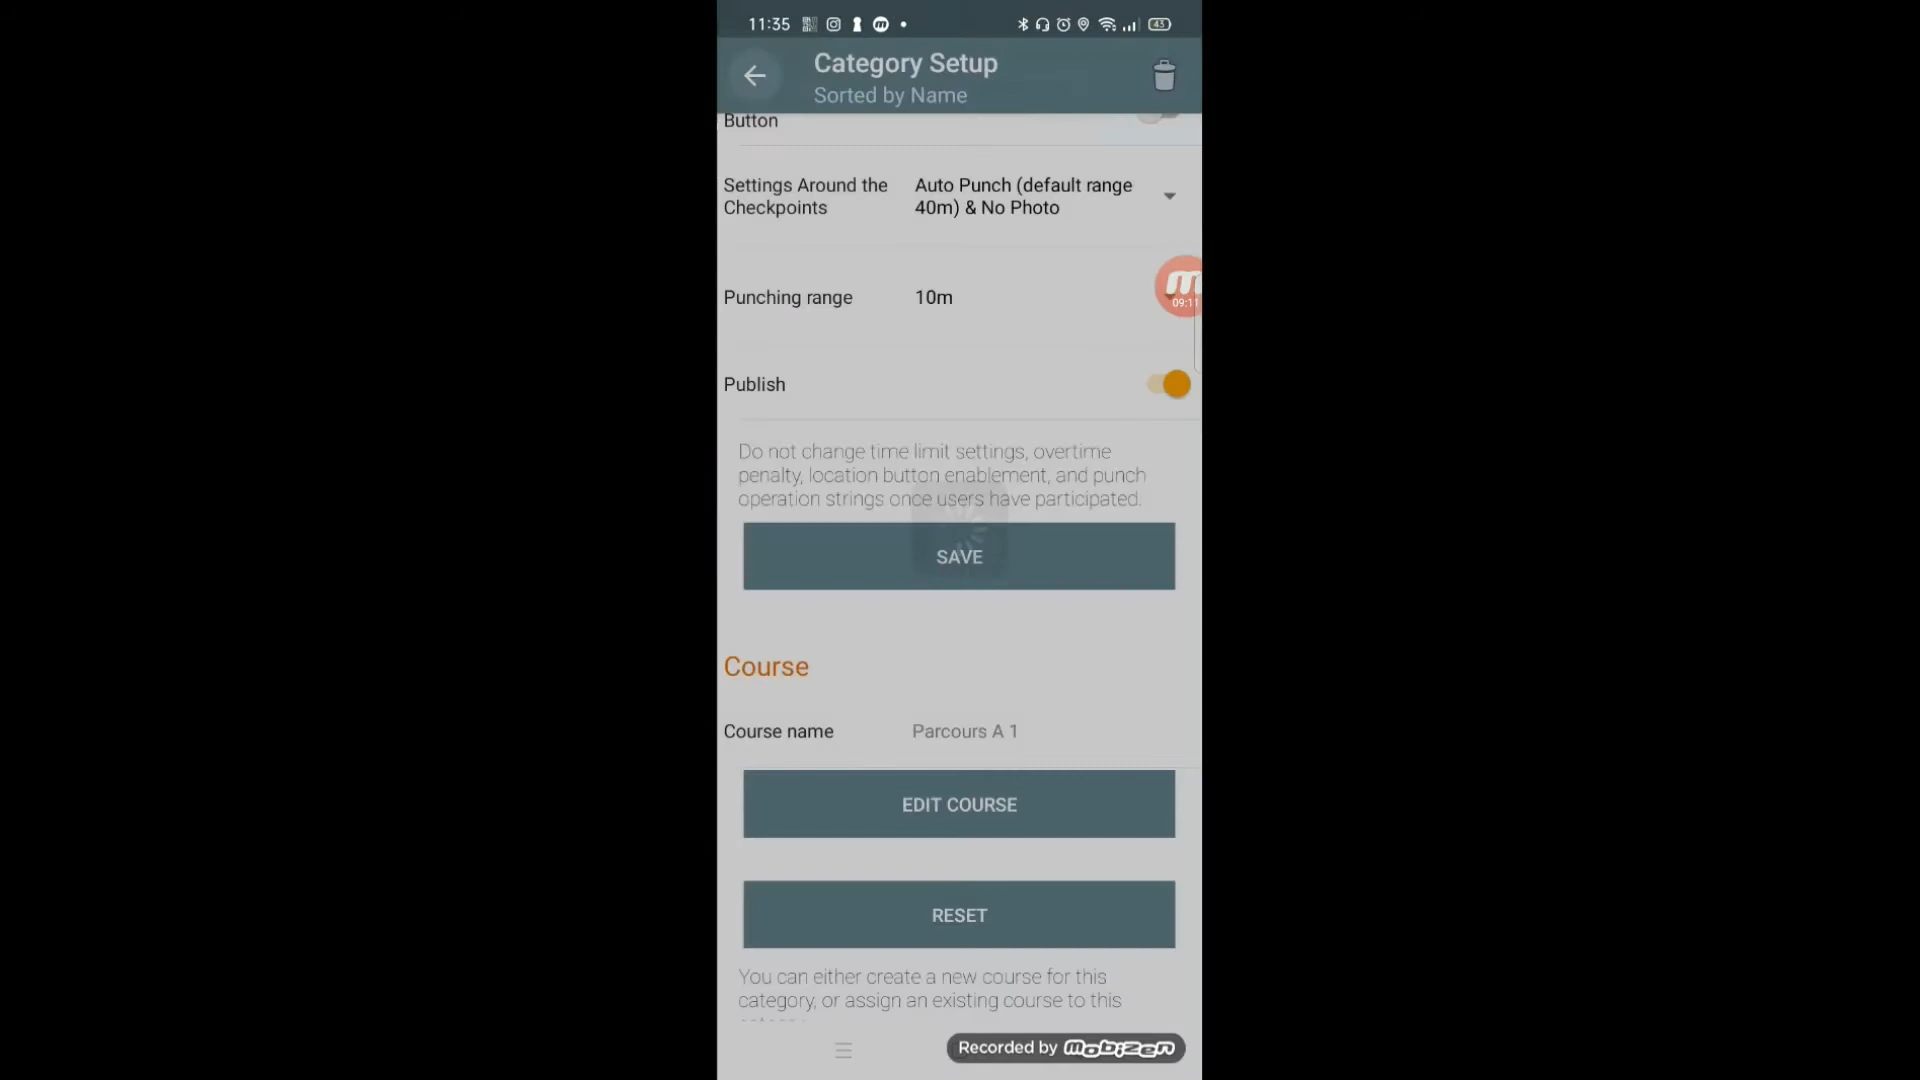 11:35
43
Category Setup
Sorted by Name
Button
Settings Around the
Checkpoints
Auto Punch (default range
40m) & No Photo
Punching range
10m
09:11
Publish
Do not change time limit settings, overtime
penalty, location button enablement, and punch
operation strings once users have participated.
SAVE
Course
Course name
Parcours A 1
EDIT COURSE
RESET
You can either create a new course for this
category, or assign an existing course to this
Recorded by mobizen